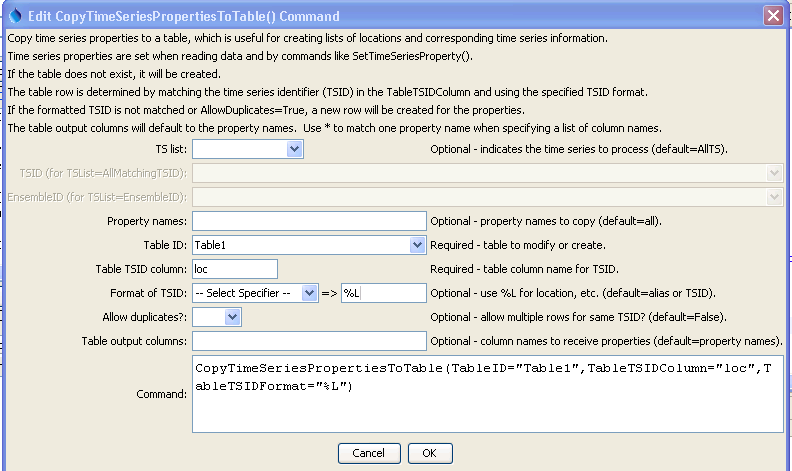 Edit CopyTimeSeriesPropertiesToTable() Command
Copy time series properties to a table, which is useful for creating lists of locations and corresponding time series information.
Time series properties are set when reading data and by commands like SetTimeSeriesProperty().
If the table does not exist, it will be created.
The table row is determined by matching the time series identifier (TSID) in the TableTSIDColumn and using the specified TSID format.
If the formatted TSID is not matched or AllowDuplicates=True, a new row will be created for the properties.
The table output columns will default to the property names. Use * to match one property name when specifying a list of column names.
TS list: Optional - indicates the time series to process (default=AllTS).
TSID (for TSList=AllMatchingTSID):
EnsembleID (for TSList=EnsembleID):
Property names: Optional - property names to copy (default=all).
Table ID: Table1 Required - table to modify or create.
Table TSID column: loc Required - table column name for TSID.
Format of TSID: -- Select Specifier -- => %L Optional - use %L for location, etc. (default=alias or TSID).
Allow duplicates?: Optional - allow multiple rows for same TSID? (default=False).
Table output columns: Optional - column names to receive properties (default=property names).
Command: CopyTimeSeriesPropertiesToTable(TableID="Table1",TableTSIDColumn="loc",T
ableTSIDFormat="%L")
Cancel OK